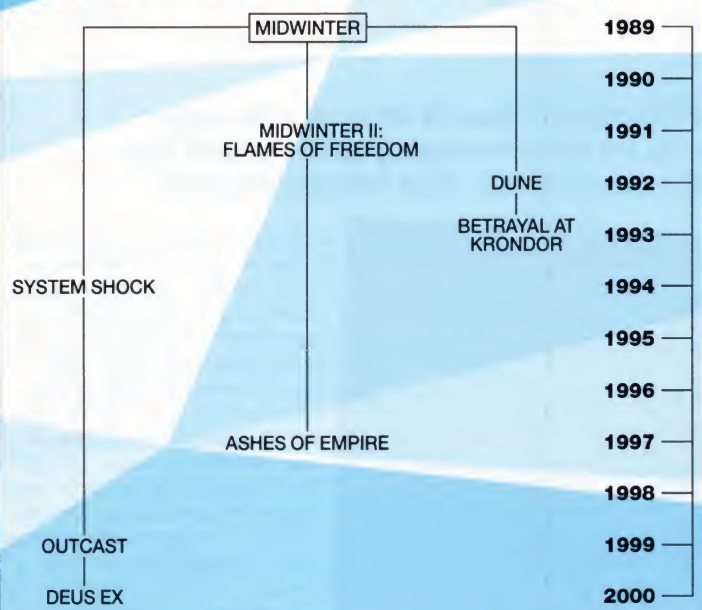 MIDWINTER
1989
1990
MIDWINTER II:
FLAMES OF FREEDOM
1991
DUNE
1992
BETRAYAL AT
KRONDOR
1993
SYSTEM SHOCK
1994
1995
1996
ASHES OF EMPIRE
1997
1998
OUTCAST
1999
DEUS EX
2000